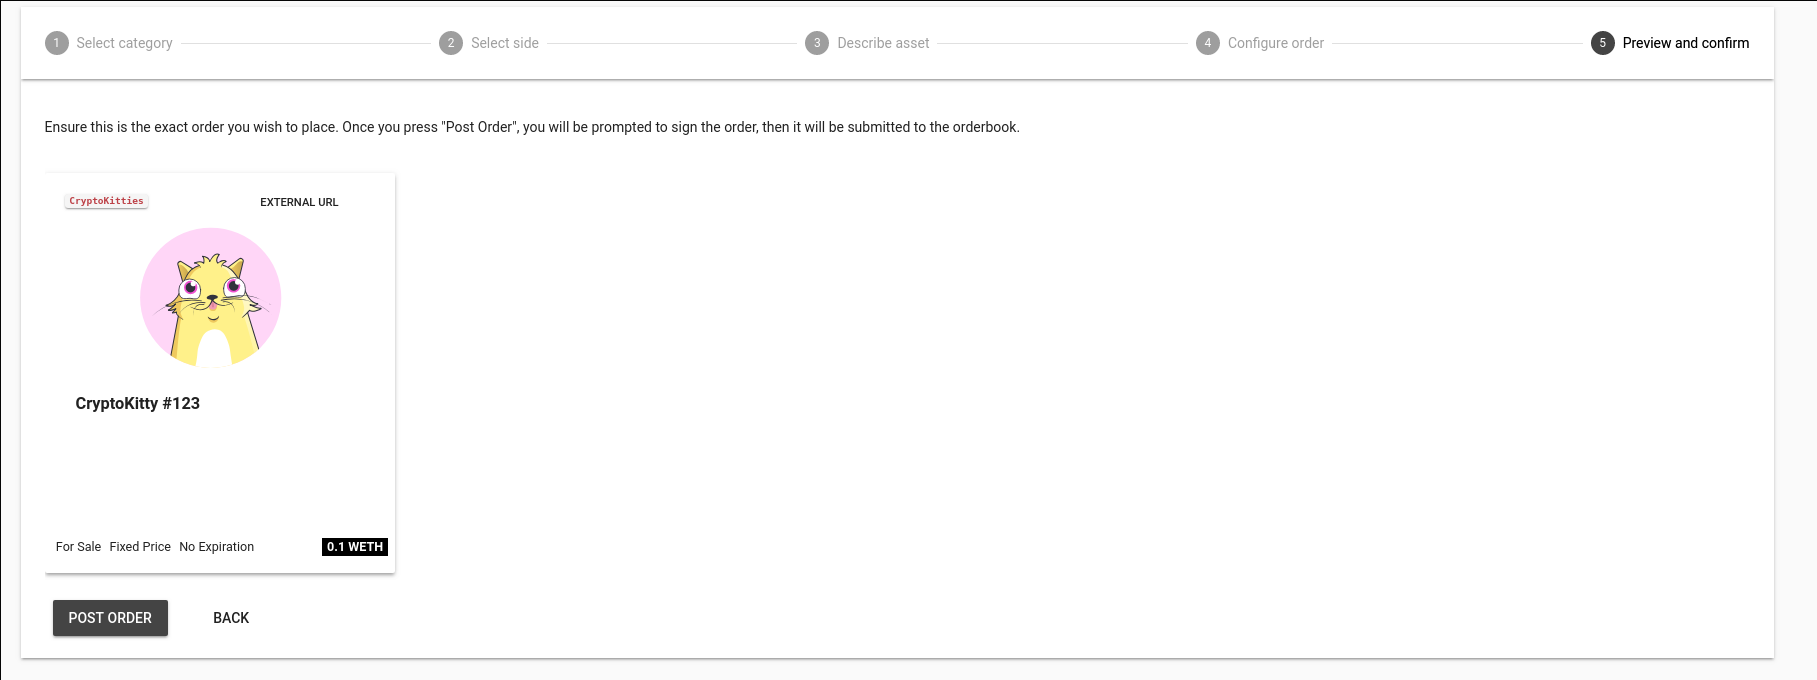 1 Select category 2 Select side 3 Describe asset 4 Configure order 5 Preview and confirm
Ensure this is the exact order you wish to place. Once you press "Post Order", you will be prompted to sign the order, then it will be submitted to the orderbook.
CryptoKitties EXTERNAL URL
CryptoKitty #123
For Sale Fixed Price No Expiration 0.1 WETH
POST ORDER BACK